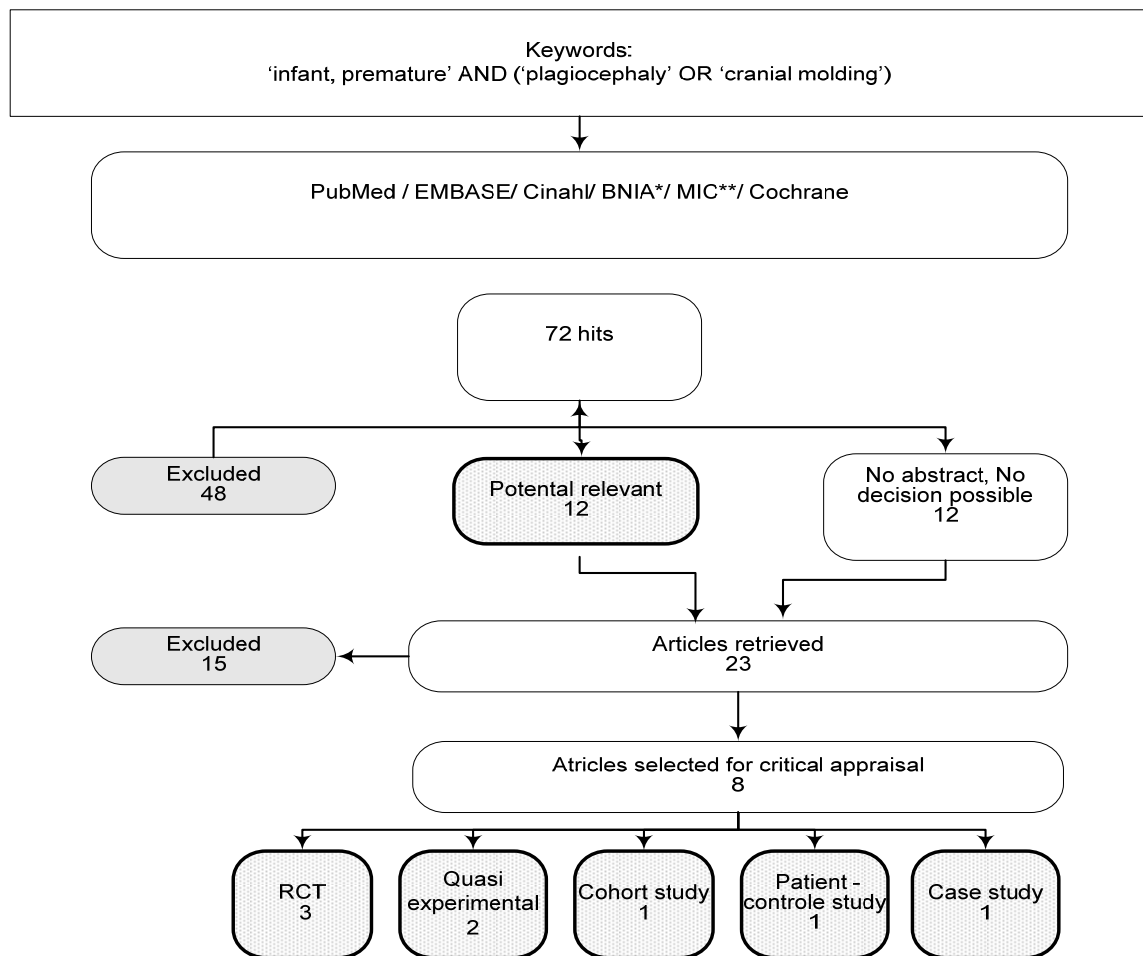 Keywords:
‘infant, premature’ AND (‘plagiocephaly’ OR ‘cranial molding’)
PubMed / EMBASE/ Cinahl/ BNIA*/ MIC**/ Cochrane
72 hits
Excluded
48
Potental relevant
12
No abstract, No
decision possible
12
Excluded
15
Articles retrieved
23
Atricles selected for critical appraisal
8
RCT
3
Quasi
experimental
2
Cohort study
1
Patient -
controle study
1
Case study
1